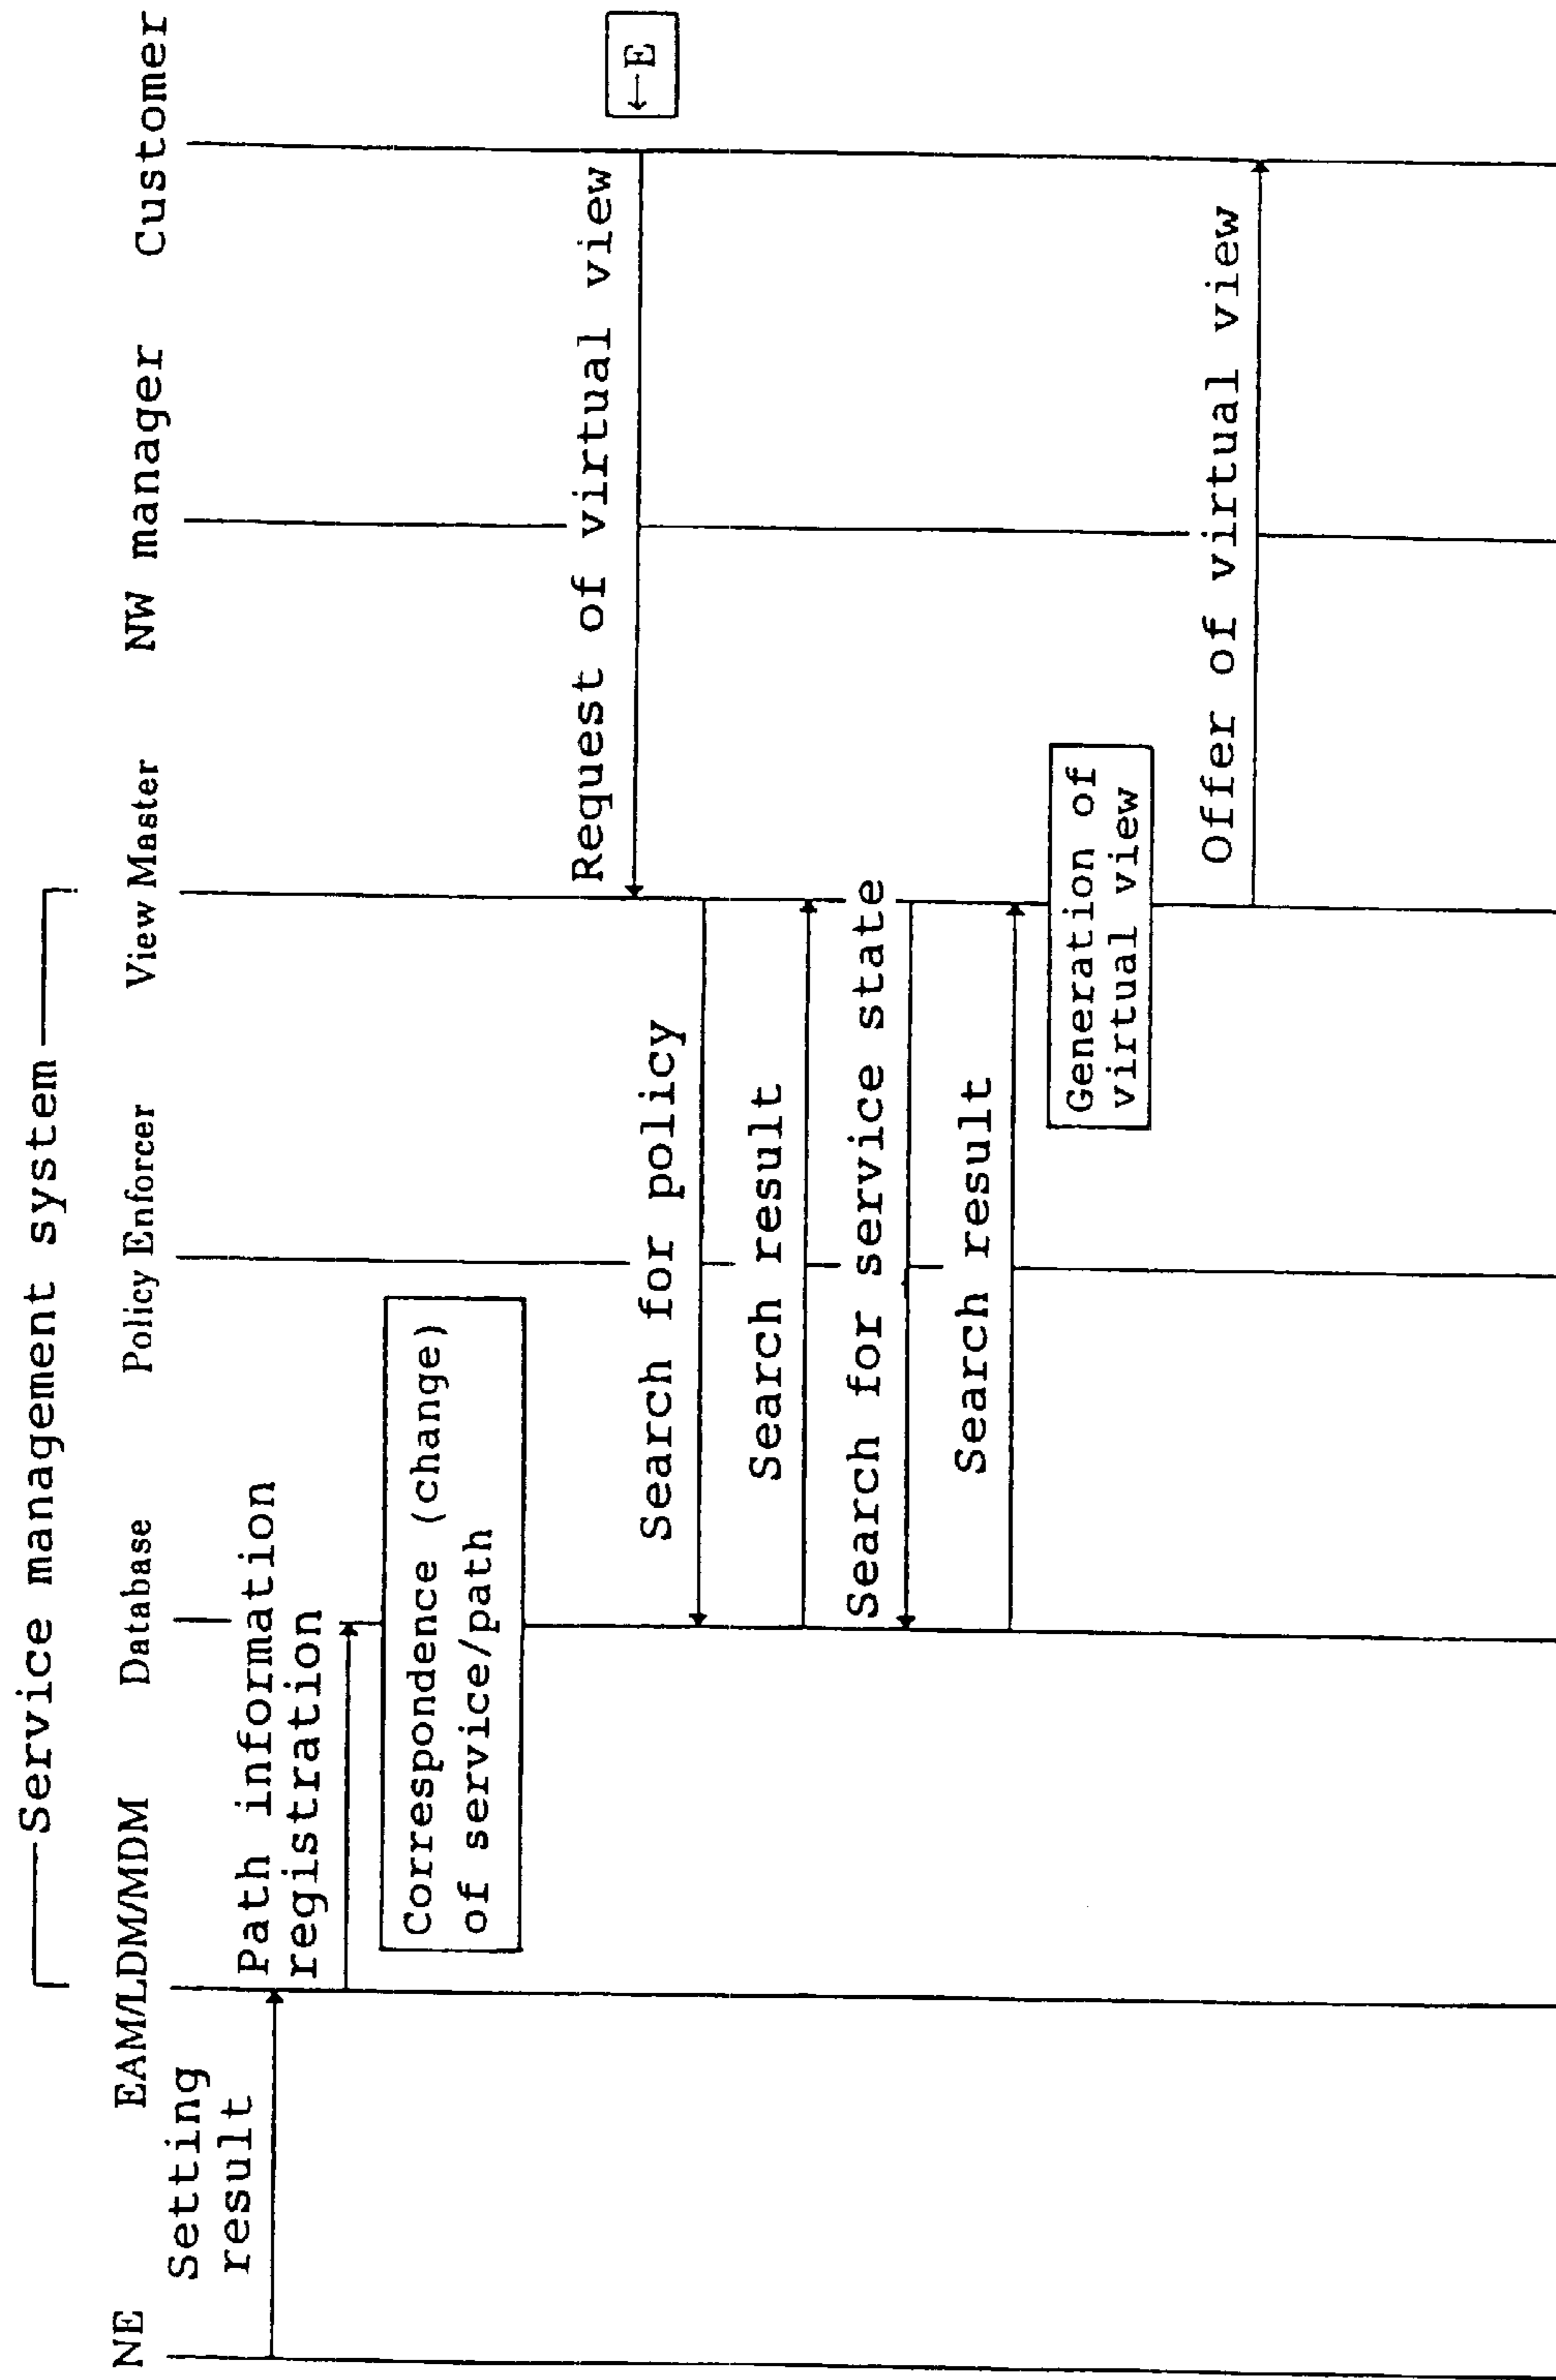 Service management system
NE
EAM/LDM/MDM
Database
Policy Enforcer
View Master
NW manager
Customer
Setting
result
Path information
registration
Correspondence (change)
of service/path
←E
Request of virtual view
Search for policy
Search result
Search for service state
Search result
Generation of
virtual view
Offer of virtual view